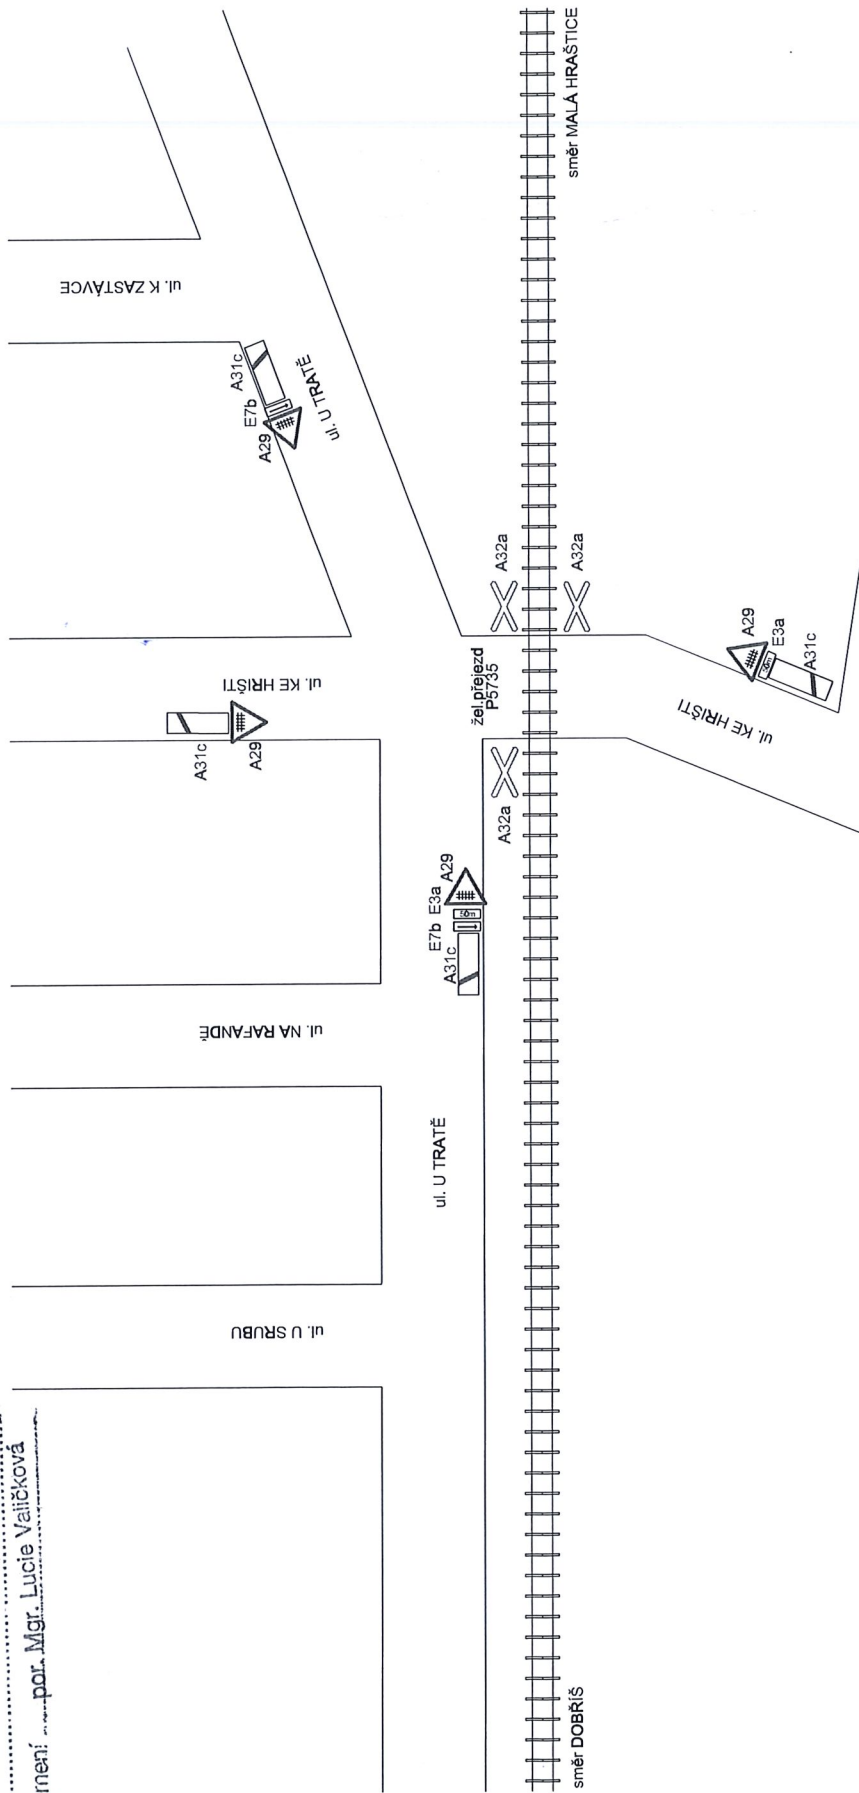 jmení por. Mgr. Lucie Valíčková
ul. K ZASTÁVCE
A31c
E7b
A29
ul. U TRATĚ
směr MALÁ HRAŠTICE
ul. KE HŘIŠTI
A31c
A29
A32a
A32a
žel.přejezd
P5735
A32a
A29
E3a
50m
A31c
ul. KE HŘIŠTI
A29
E3a
50m
E7b
A31c
ul. NA RAFANDĚ
ul. U TRATĚ
ul. U SRUBU
směr DOBŘÍŠ